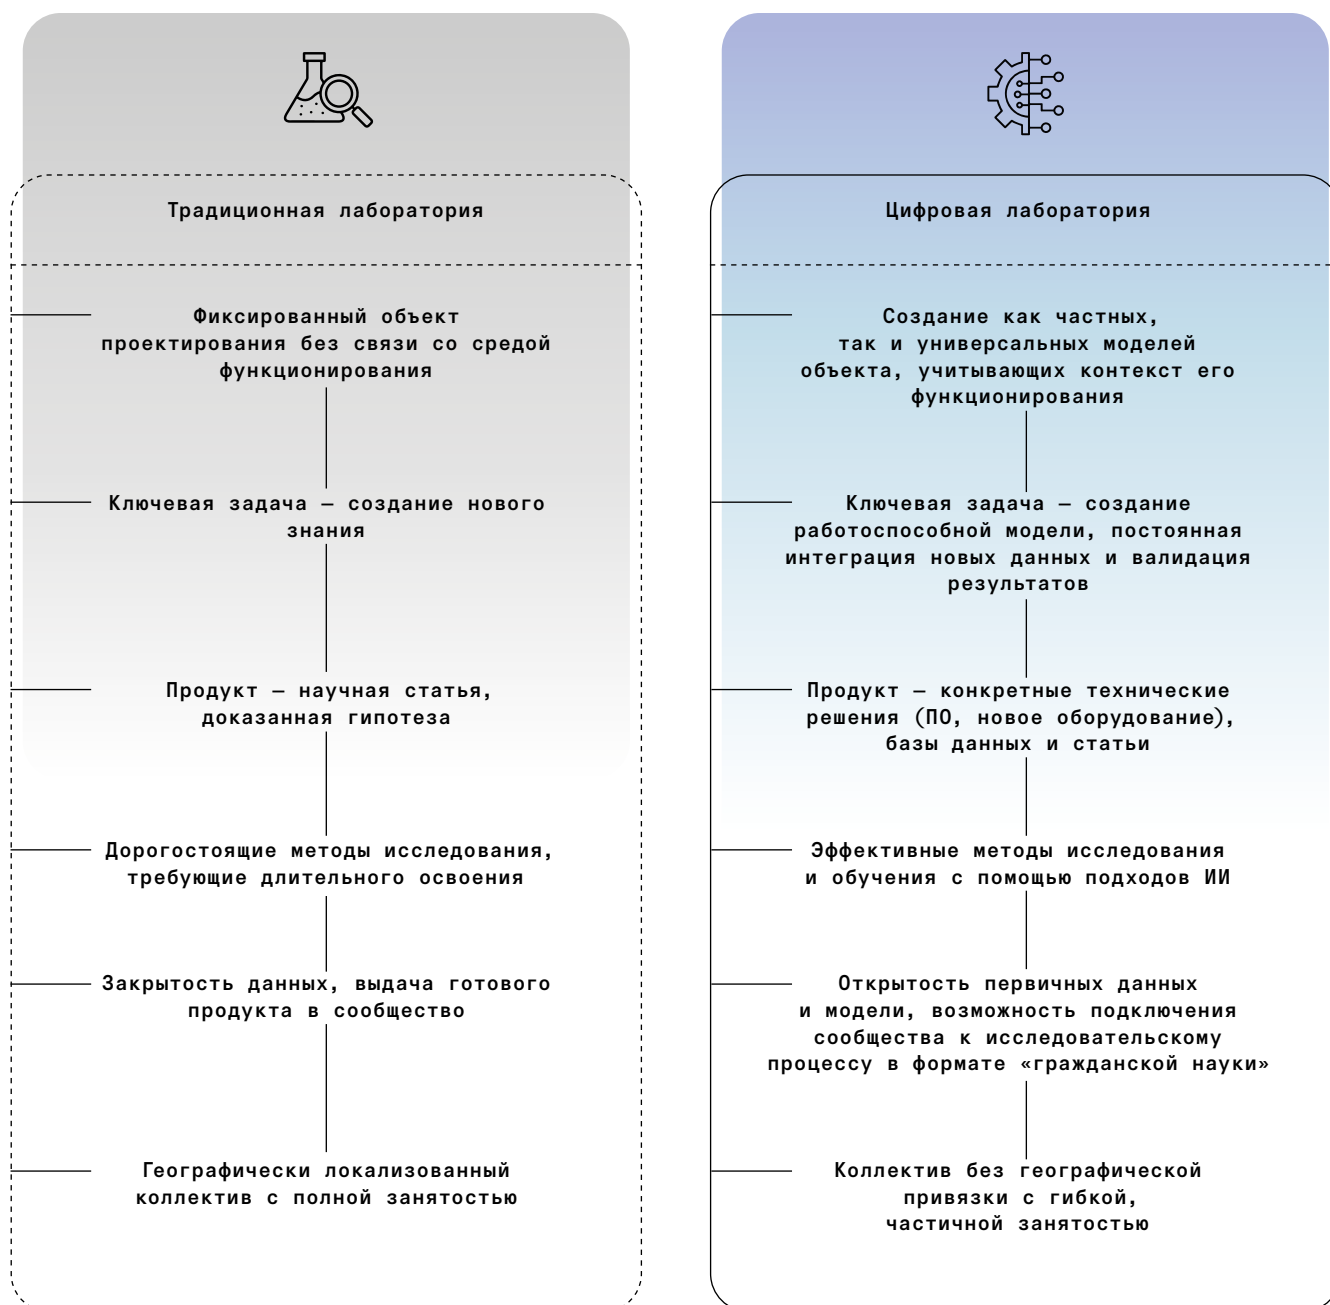 Традиционная лаборатория
Фиксированный объект
проектирования без связи со средой
функционирования
Ключевая задача — создание нового
знания
Продукт — научная статья,
доказанная гипотеза
Дорогостоящие методы исследования,
требующие длительного освоения
Закрытость данных, выдача готового
продукта в сообщество
Географически локализованный
коллектив с полной занятостью
Цифровая лаборатория
Создание как частных,
так и универсальных моделей
объекта, учитывающих контекст его
функционирования
Ключевая задача — создание
работоспособной модели, постоянная
интеграция новых данных и валидация
результатов
Продукт — конкретные технические
решения (ПО, новое оборудование),
базы данных и статьи
Эффективные методы исследования
и обучения с помощью подходов ИИ
Открытость первичных данных
и модели, возможность подключения
сообщества к исследовательскому
процессу в формате «гражданской науки»
Коллектив без географической
привязки с гибкой,
частичной занятостью